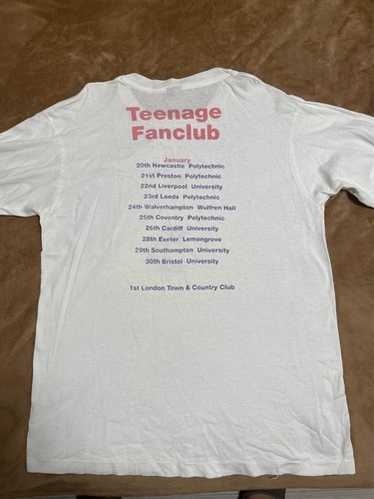 Teenage
Fanclub
January
20th Newcastle Polytechnic
21st Preston Polytechnic
22nd Liverpool University
23rd Leeds Polytechnic
24th Wolverhampton Wulfren Hall
25th Coventry Polytechnic
26th Cardiff University
28th Exeter Lemongrove
29th Southampton University
30th Bristol University
1st London Town & Country Club